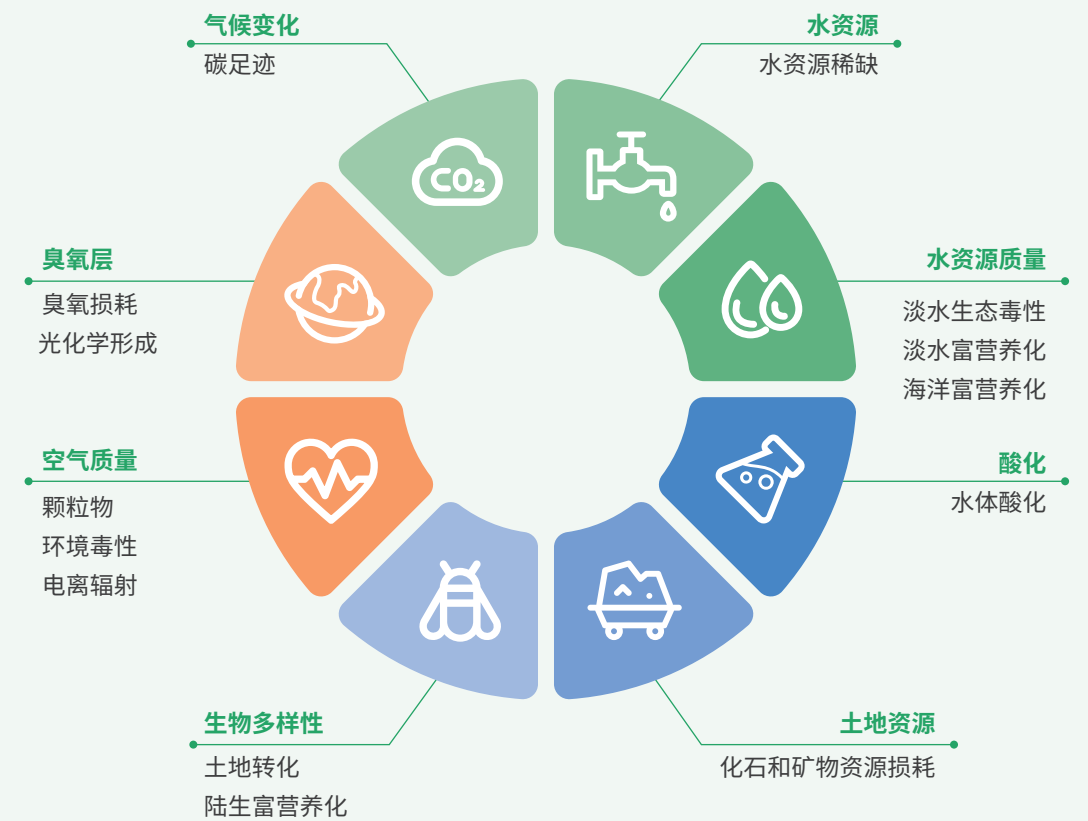 气候变化
碳足迹
水资源
水资源稀缺
臭氧层
臭氧损耗
光化学形成
水资源质量
淡水生态毒性
淡水富营养化
海洋富营养化
空气质量
颗粒物
环境毒性
电离辐射
酸化
水体酸化
生物多样性
土地转化
陆生富营养化
土地资源
化石和矿物资源损耗
CO₂